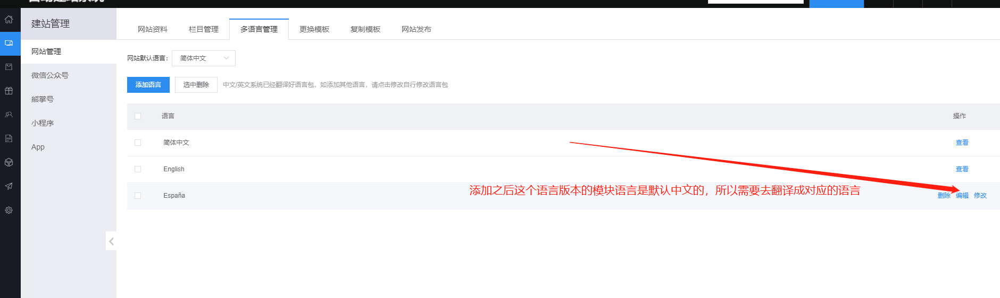 建站管理
网站资料 栏目管理 多语言管理 更换模板 复制模板 网站发布
网站管理
微信公众号
熊掌号
小程序
App
网站默认语言： 简体中文
添加语言 选中删除 中文/英文系统已经翻译好语言包，如添加其他语言，请点击修改自行修改语言包
语言 操作
简体中文 查看
English 查看
添加之后这个语言版本的模块语言是默认中文的，所以需要去翻译成对应的语言
España 删除 编辑 修改